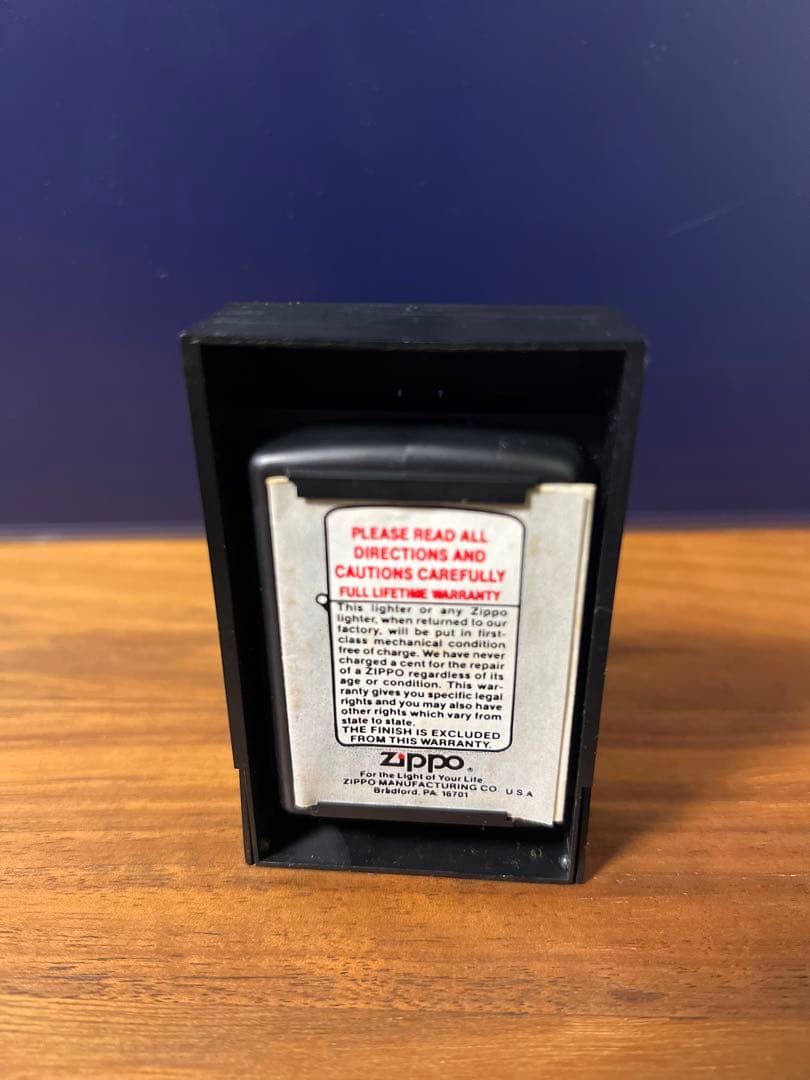 PLEASE READ ALL
DIRECTIONS AND
CAUTIONS CAREFULLY
FULL LIFETIME WARRANTY
This lighter or any Zippo
lighter, when returned to our
factory, will be put in first-
class mechanical condition
free of charge. We have never
charged a cent for the repair
of a ZIPPO regardless of its
age or condition. This war-
ranty gives you specific legal
rights and you may also have
other rights which vary from
state to state.
THE FINISH IS EXCLUDED
FROM THIS WARRANTY.
Zippo®
For the Light of Your Life
ZIPPO MANUFACTURING CO. U.S.A
Bradford, PA. 16701